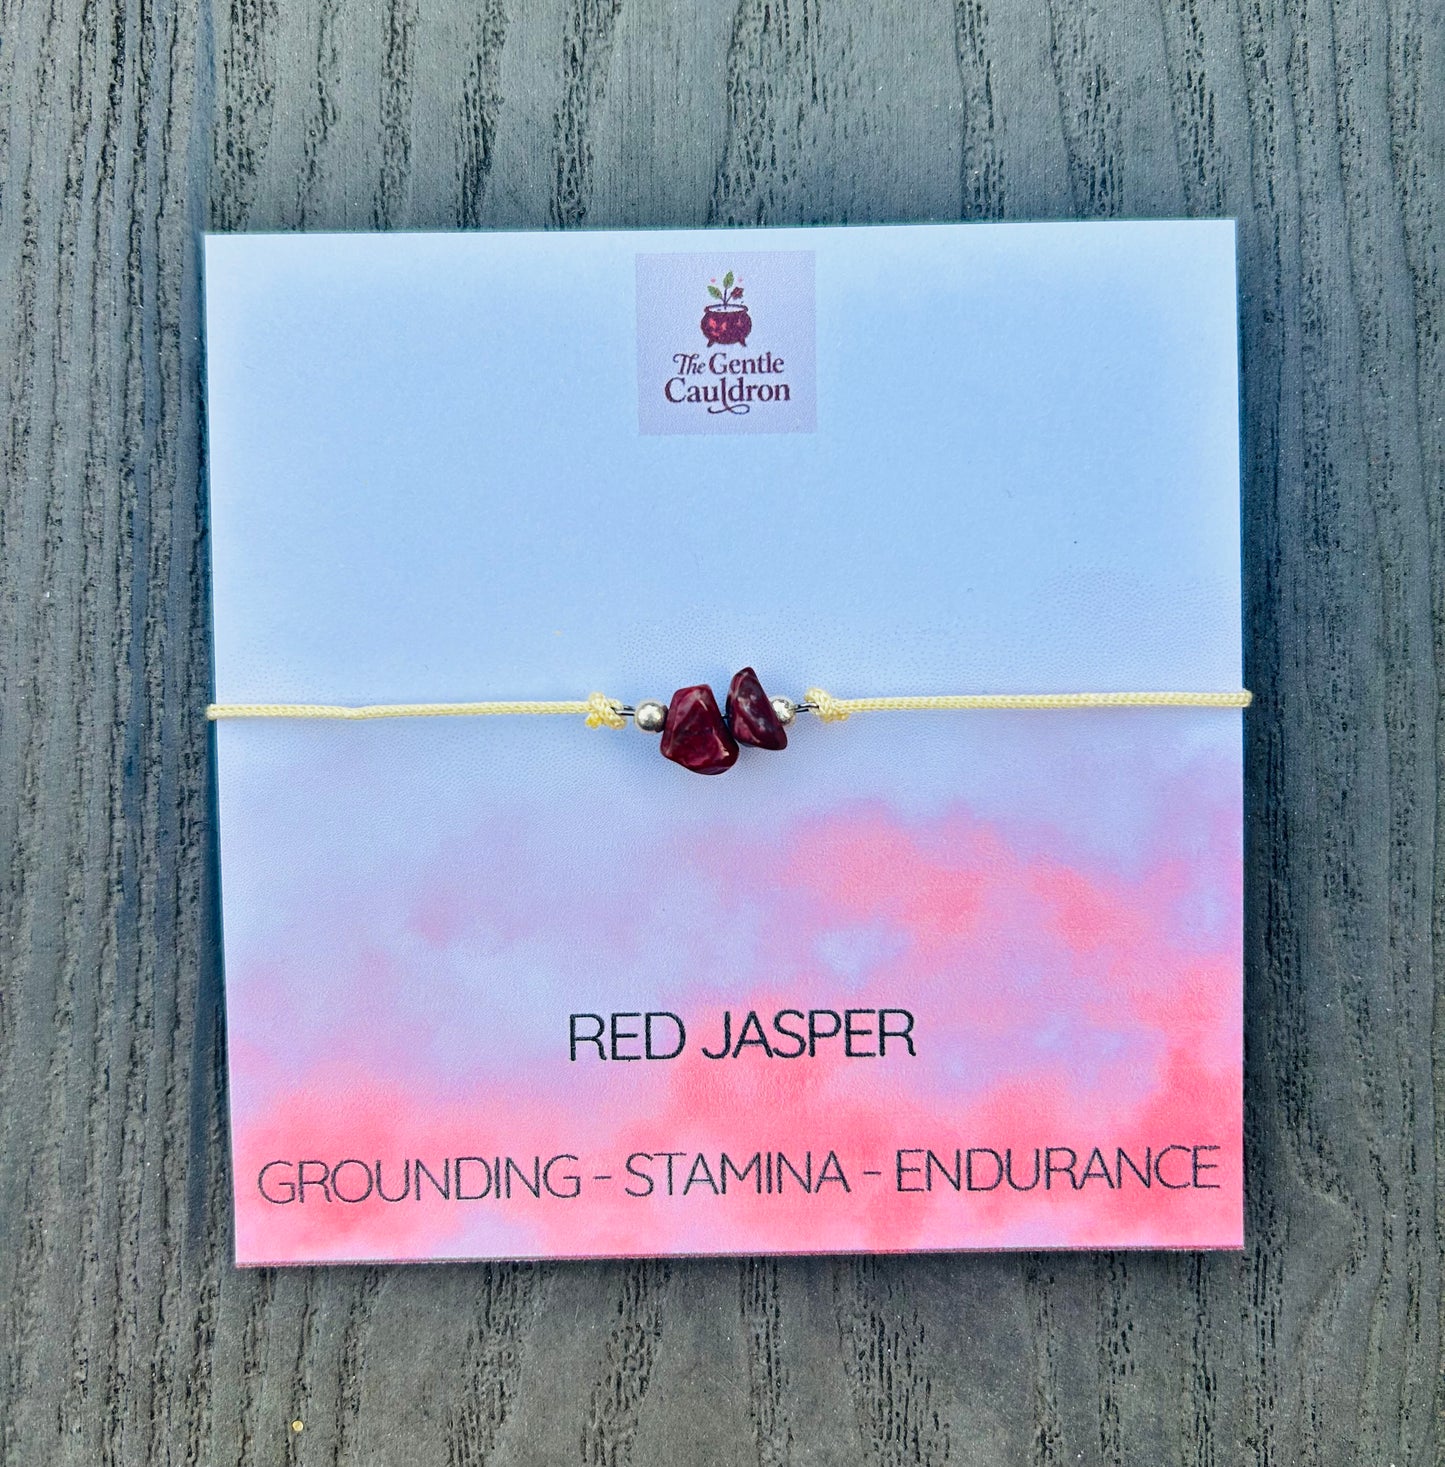 The Gentle
Cauldron
RED JASPER
GROUNDING - STAMINA - ENDURANCE